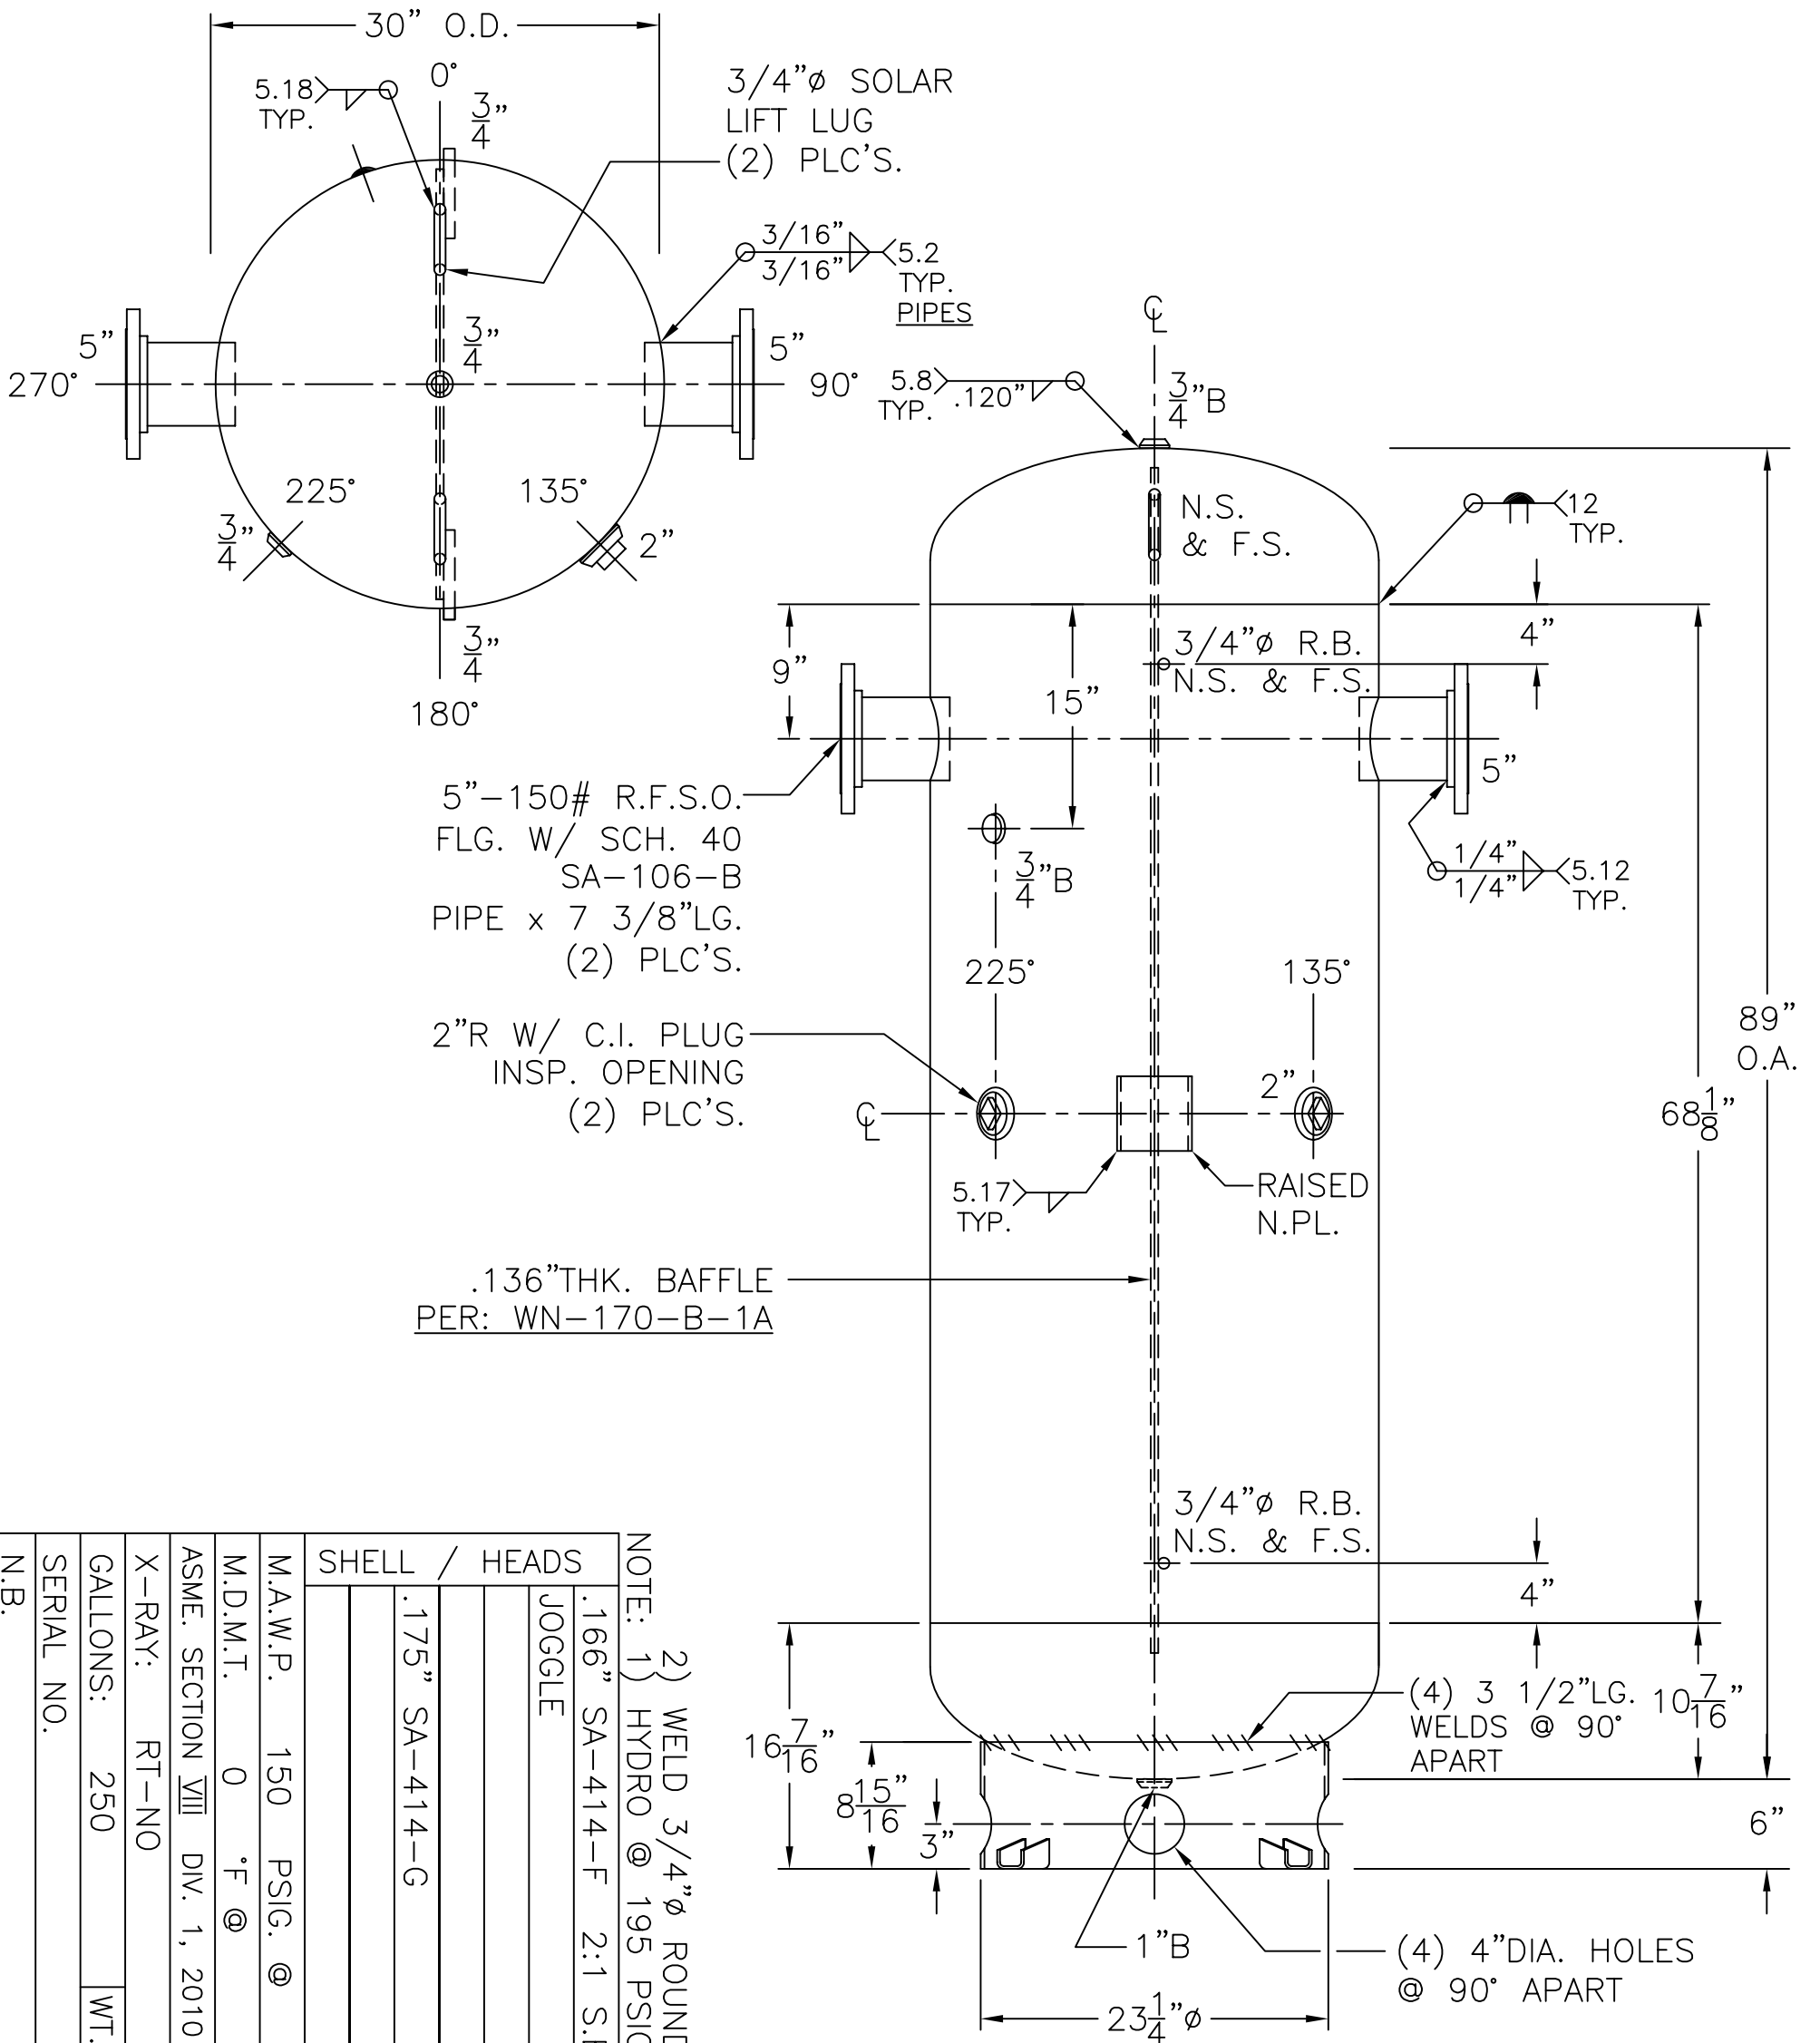 30" O.D.
0°
5.18
TYP.
3/4"
3/4"ø SOLAR
LIFT LUG
(2) PLC'S.
3/16"
3/16"
5.2
TYP.
PIPES
5"
270°
3/4"
5"
90°
225°
135°
3/4"
2"
3/4"
180°
℄
5.8
TYP.
.120"
3/4"B
N.S.
& F.S.
12
TYP.
4"
9"
15"
3/4"ø R.B.
N.S. & F.S.
5"
5"-150# R.F.S.O.
FLG. W/ SCH. 40
SA-106-B
PIPE x 7 3/8"LG.
(2) PLC'S.
3/4"B
1/4"
1/4"
5.12
TYP.
225°
135°
89"
O.A.
2"R W/ C.I. PLUG
INSP. OPENING
(2) PLC'S.
℄
2"
68 1/8"
5.17
TYP.
RAISED
N.PL.
.136"THK. BAFFLE
PER: WN-170-B-1A
3/4"ø R.B.
N.S. & F.S.
4"
(4) 3 1/2"LG.
WELDS @ 90°
APART
10 7/16"
16 7/16"
8 15/16"
3"
6"
1"B
(4) 4"DIA. HOLES
@ 90° APART
23 1/4"ø
2) WELD 3/4"ø ROUND
NOTE: 1) HYDRO @ 195 PSIG
SHELL / HEADS
.166" SA-414-F 2:1 S.
JOGGLE
.175" SA-414-G
M.A.W.P. 150 PSIG. @
M.D.M.T. 0 °F @
ASME. SECTION VIII DIV. 1, 2010
X-RAY: RT-NO
GALLONS: 250 WT.
SERIAL NO.
N.B.